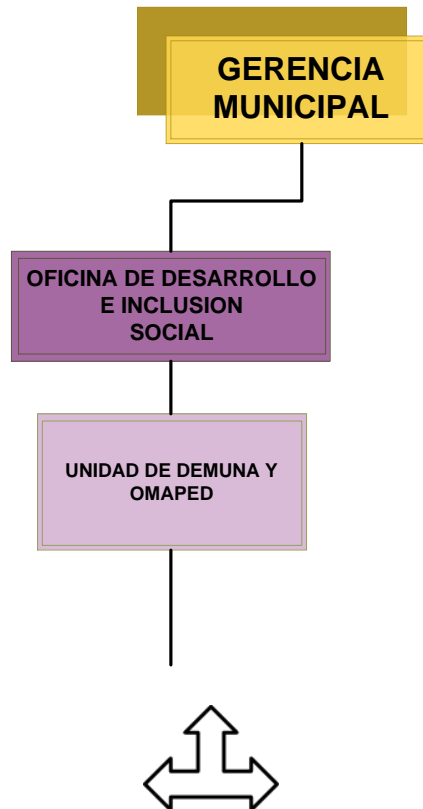 GERENCIA
MUNICIPAL
OFICINA DE DESARROLLO
E INCLUSION
SOCIAL
UNIDAD DE DEMUNA Y
OMAPED